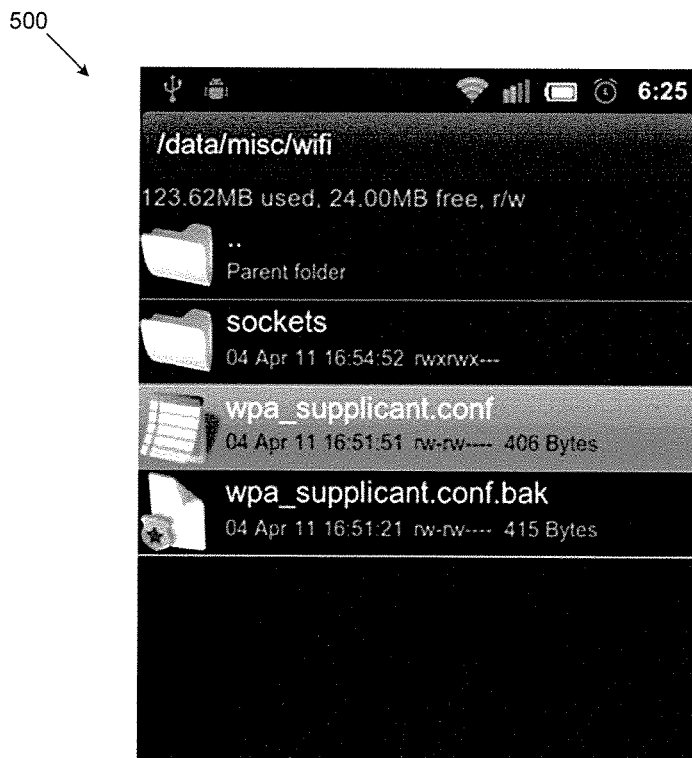 500
6:25
/data/misc/wifi
123.62MB used, 24.00MB free, r/w
..
Parent folder
sockets
04 Apr 11 16:54:52 rwxrwx---
wpa_supplicant.conf
04 Apr 11 16:51:51 rw-rw---- 406 Bytes
wpa_supplicant.conf.bak
04 Apr 11 16:51:21 rw-rw---- 415 Bytes